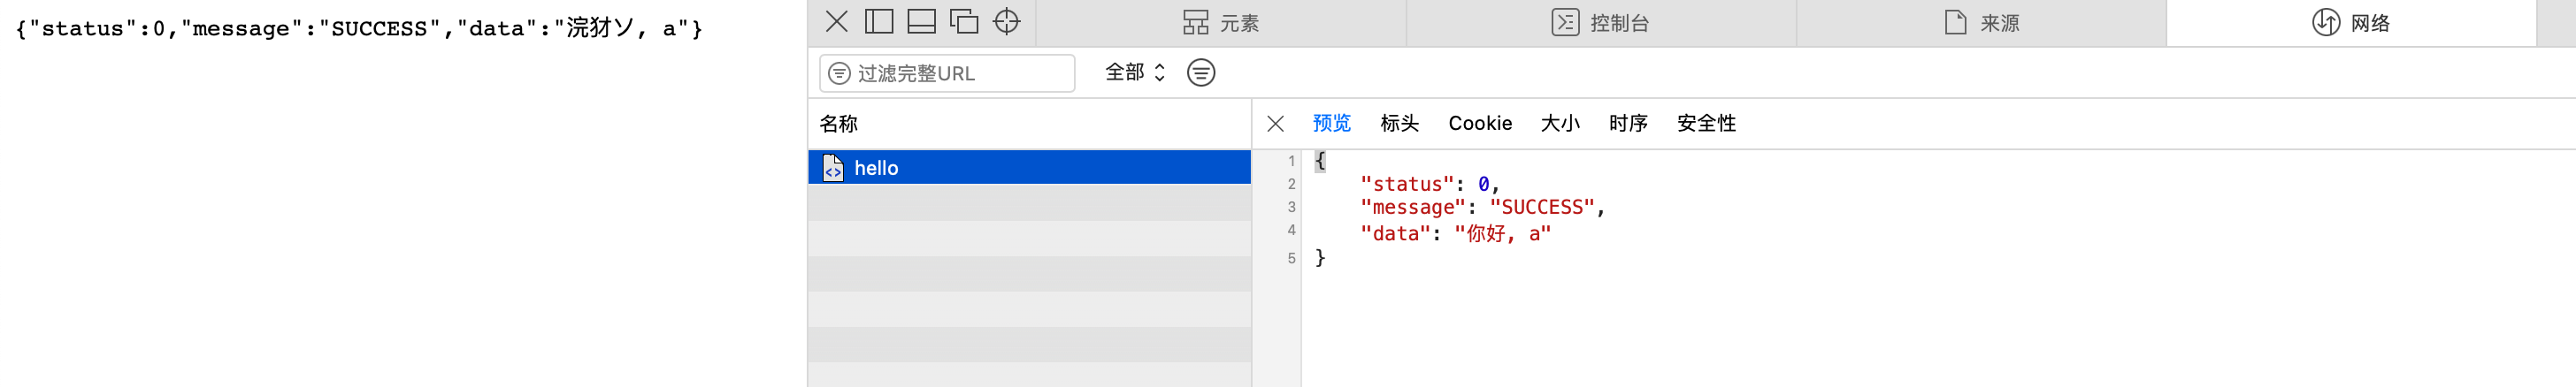 {"status":0,"message":"SUCCESS","data":"浣犲ソ, a"}
元素
控制台
来源
网络
过滤完整URL
全部
名称
预览
标头
Cookie
大小
时序
安全性
hello
1 {
2 "status": 0,
3 "message": "SUCCESS",
4 "data": "你好, a"
5 }